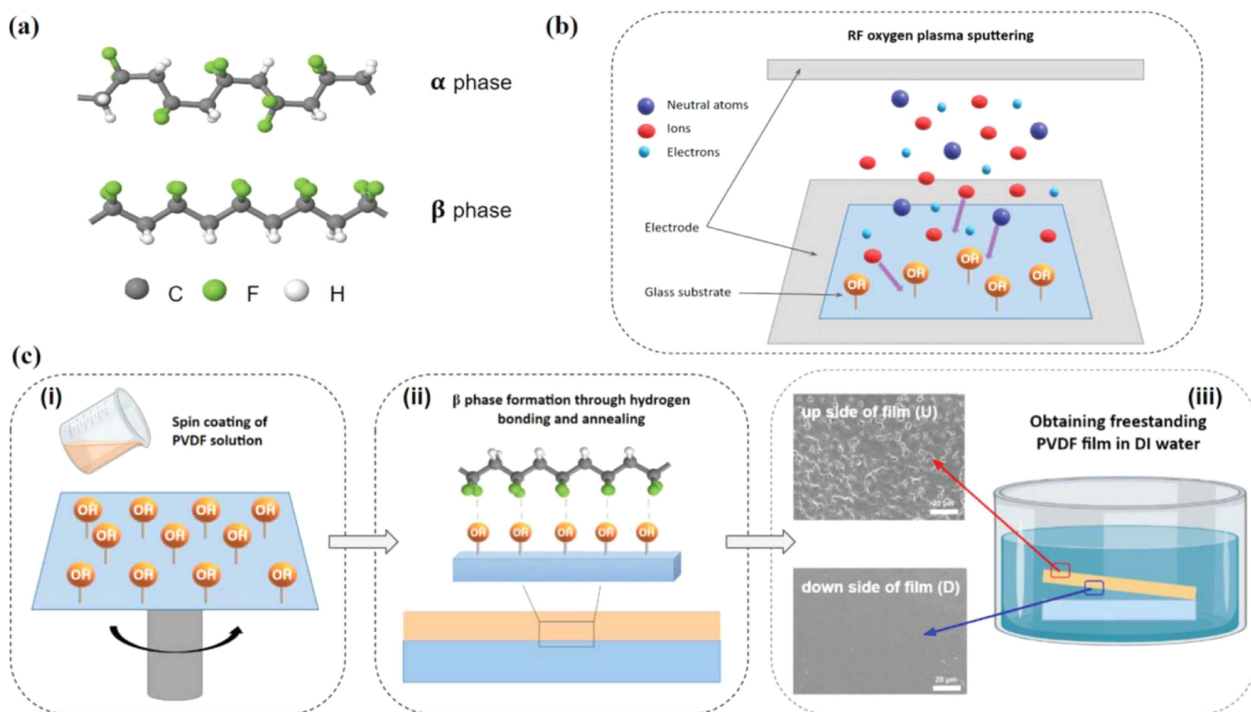 (a)
α phase
β phase
C F H
(b)
RF oxygen plasma sputtering
Neutral atoms
Ions
Electrons
Electrode
Glass substrate
OH
OH
OH
OH
OH
(c)
(i)
Spin coating of
PVDF solution
OH OH OH OH
OH OH OH
OH OH OH OH
(ii)
β phase formation through hydrogen
bonding and annealing
OH OH OH OH OH
(iii)
Obtaining freestanding
PVDF film in DI water
up side of film (U)
20 μm
down side of film (D)
20 μm